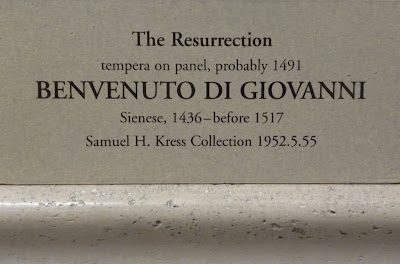 The Resurrection
tempera on panel, probably 1491
BENVENUTO DI GIOVANNI
Sienese, 1436–before 1517
Samuel H. Kress Collection 1952.5.55